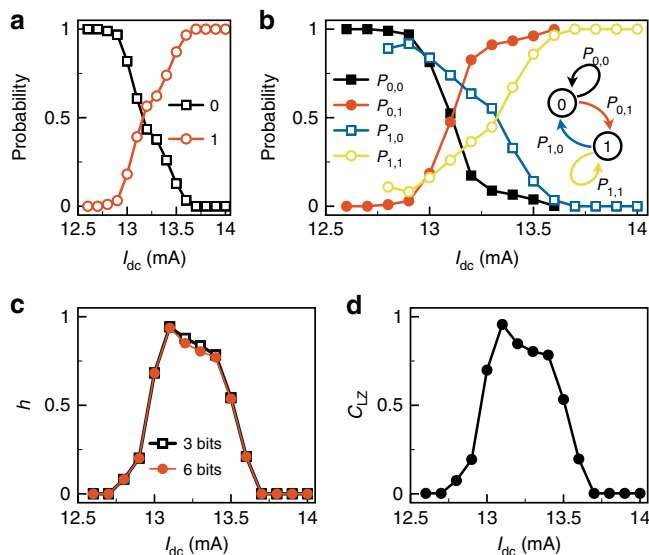 a
1
0.5
0
Probability
0
1
12.5 13 13.5 14
I_dc (mA)
b
1
0.5
0
Probability
P_0,0
P_0,1
P_1,0
P_1,1
P_0,0
0
P_0,1
P_1,0
1
P_1,1
12.5 13 13.5 14
I_dc (mA)
c
1
0.5
0
h
3 bits
6 bits
12.5 13 13.5 14
I_dc (mA)
d
1
0.5
0
C_LZ
12.5 13 13.5 14
I_dc (mA)